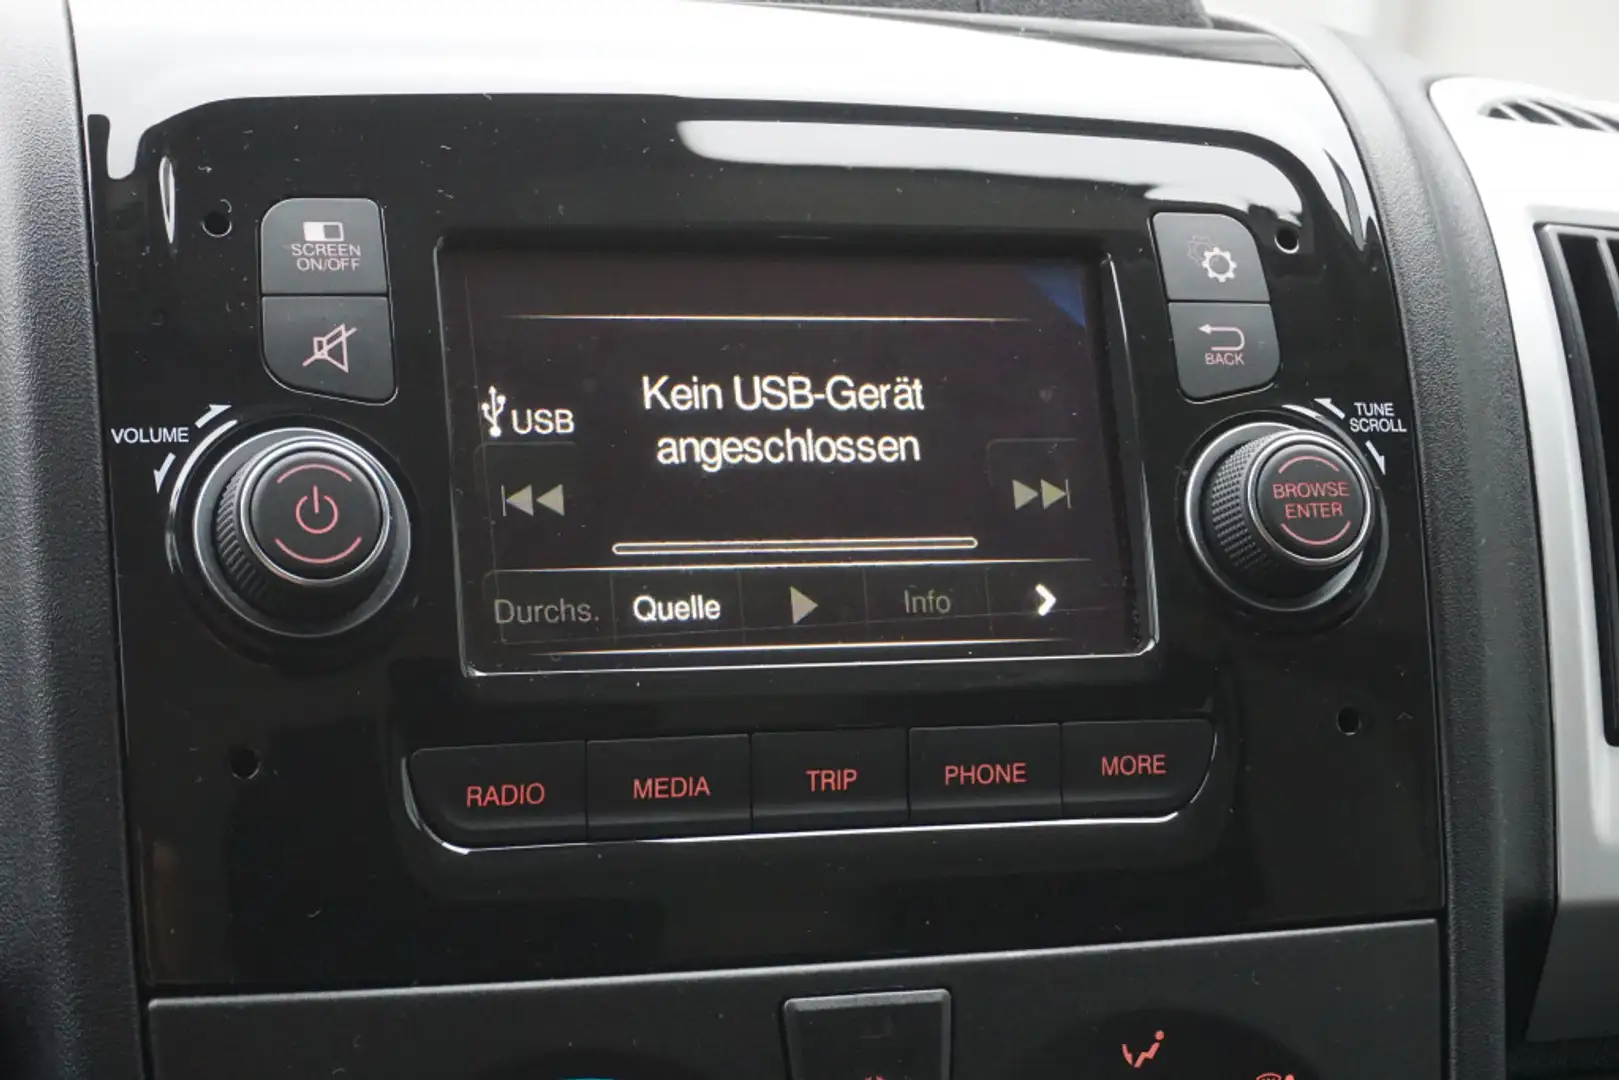 SCREEN
ON/OFF
VOLUME
USB
Kein USB-Gerät
angeschlossen
Durchs.
Quelle
Info
BACK
TUNE
SCROLL
BROWSE
ENTER
RADIO
MEDIA
TRIP
PHONE
MORE